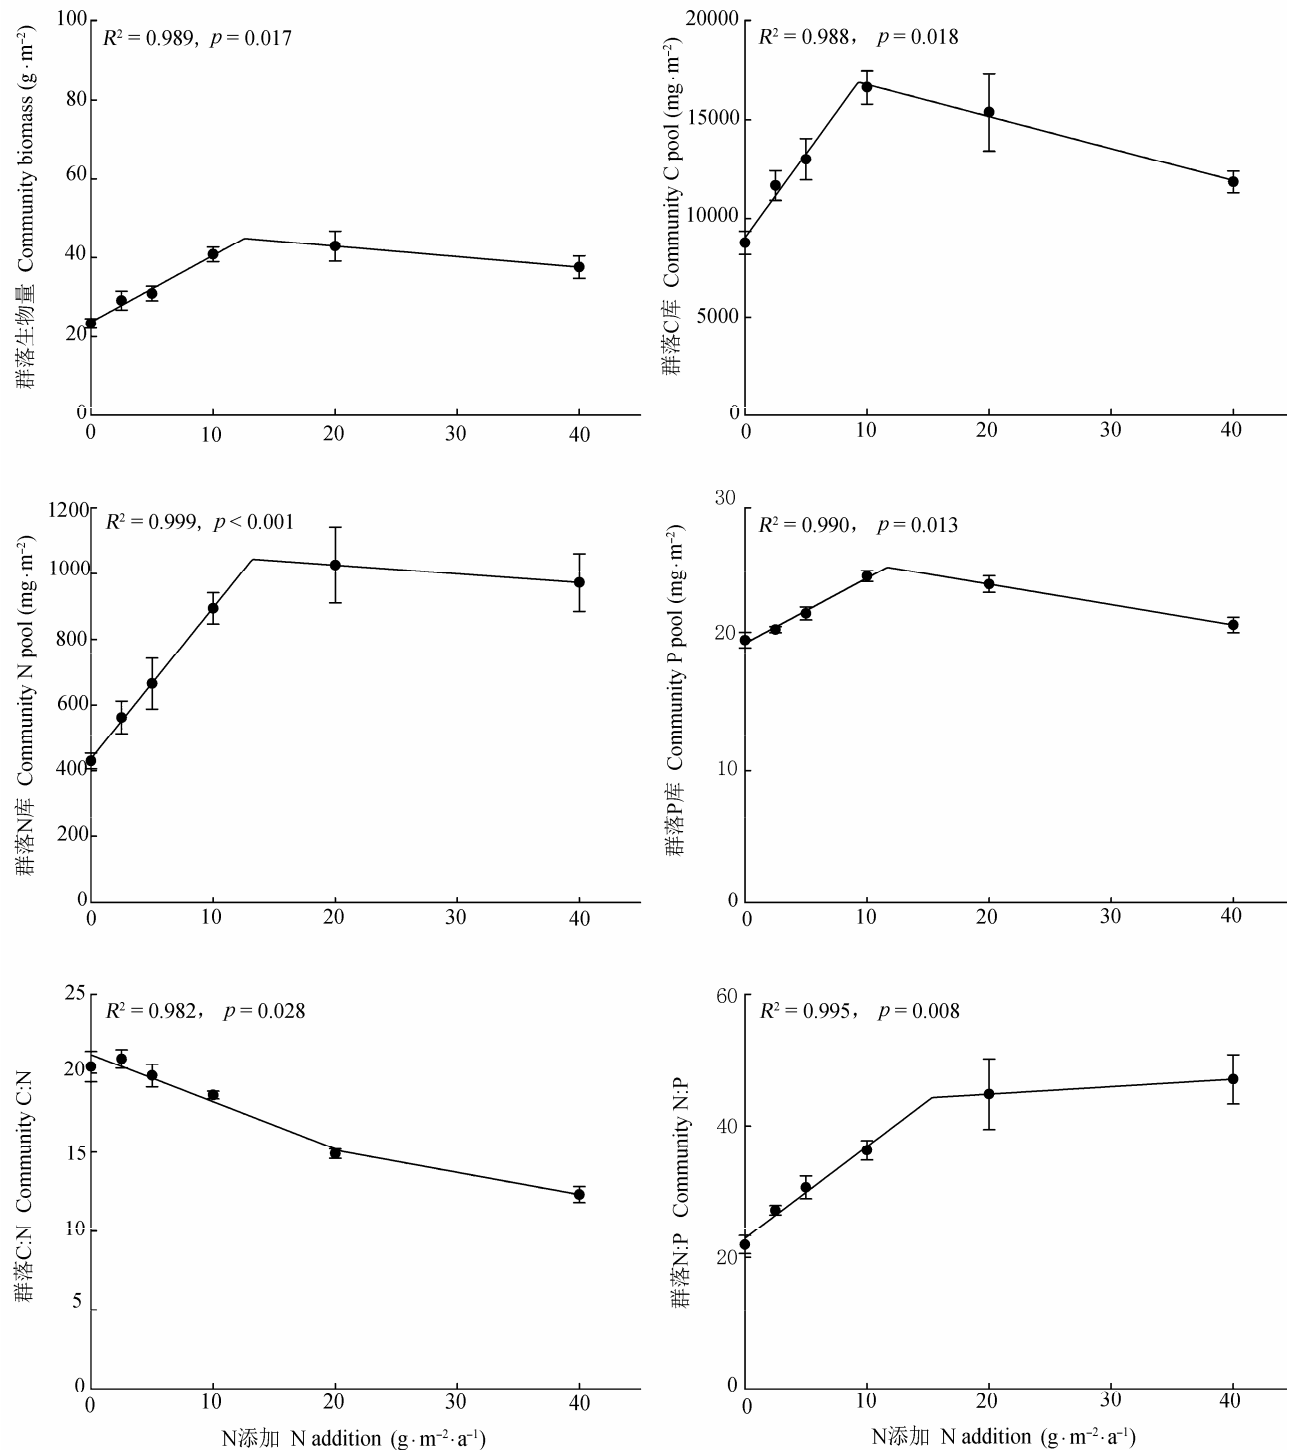 群落生物量 Community biomass (g·m⁻²)
R² = 0.989, p = 0.017
100
80
60
40
20
0
0 10 20 30 40
群落C库 Community C pool (mg·m⁻²)
R² = 0.988, p = 0.018
20000
15000
10000
5000
0
0 10 20 30 40
群落N库 Community N pool (mg·m⁻²)
R² = 0.999, p < 0.001
1200
1000
800
600
400
200
0
0 10 20 30 40
群落P库 Community P pool (mg·m⁻²)
R² = 0.990, p = 0.013
30
20
10
0
0 10 20 30 40
群落C:N Community C:N
R² = 0.982, p = 0.028
25
20
15
10
5
0
0 10 20 30 40
N添加 N addition (g·m⁻²·a⁻¹)
群落N:P Community N:P
R² = 0.995, p = 0.008
60
40
20
0
0 10 20 30 40
N添加 N addition (g·m⁻²·a⁻¹)